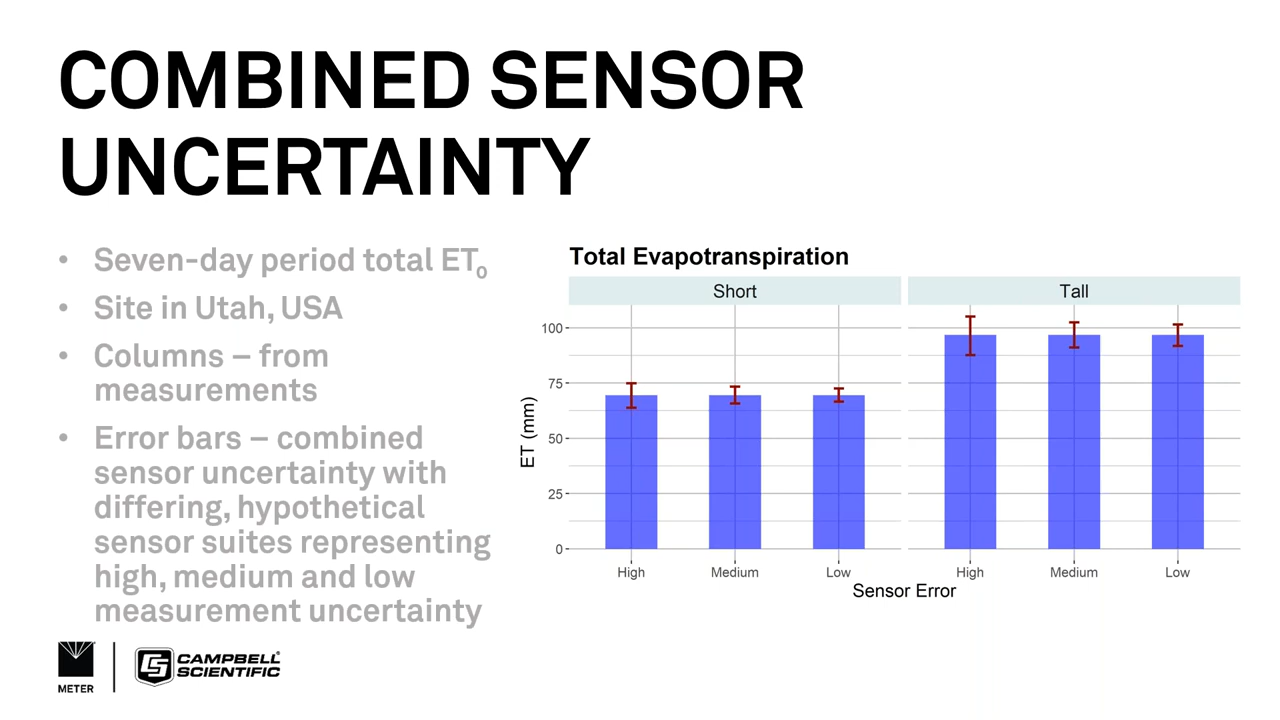 COMBINED SENSOR
UNCERTAINTY
• Seven-day period total ET₀
• Site in Utah, USA
• Columns – from
measurements
• Error bars – combined
sensor uncertainty with
differing, hypothetical
sensor suites representing
high, medium and low
measurement uncertainty
Total Evapotranspiration
Short
Tall
ET (mm)
100
75
50
25
0
High
Medium
Low
High
Medium
Low
Sensor Error
METER
CS
CAMPBELL
SCIENTIFIC